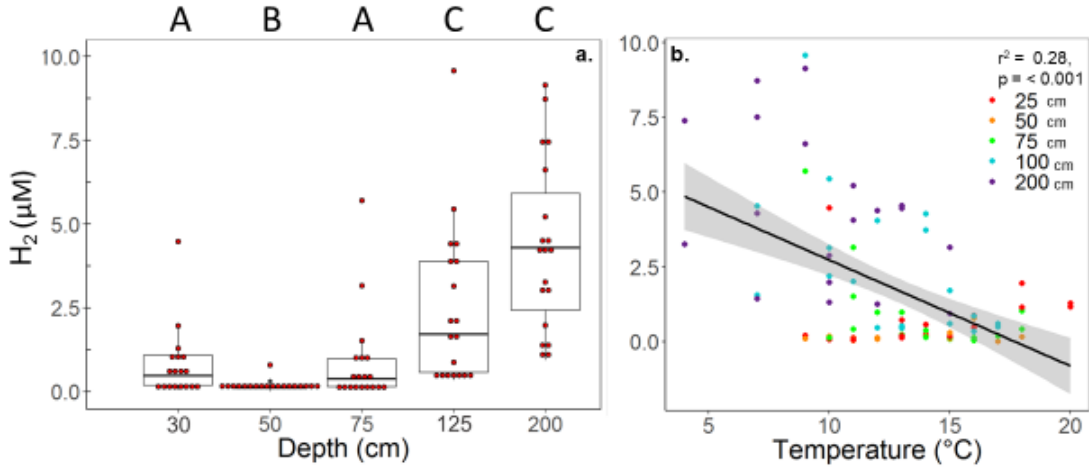 A B A C C
a.
10.0
7.5
5.0
2.5
0.0
H₂ (µM)
30 50 75 125 200
Depth (cm)
b.
r² = 0.28,
p = < 0.001
25 cm
50 cm
75 cm
100 cm
200 cm
10.0
7.5
5.0
2.5
0.0
5 10 15 20
Temperature (°C)